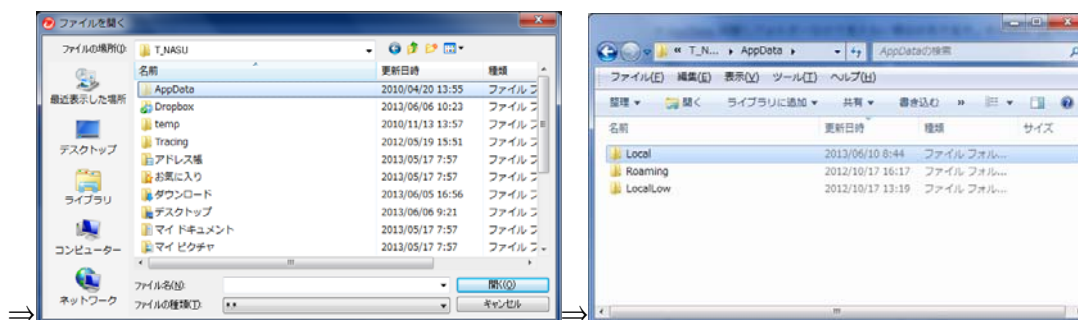 ファイルを開く
ファイルの場所(I): T_NASU
名前 更新日時 種類
AppData 2010/04/20 13:55 ファイル フ
Dropbox 2013/06/06 10:23 ファイル フ
temp 2010/11/13 13:57 ファイル フ
Tracing 2012/05/19 15:51 ファイル フ
アドレス帳 2013/05/17 7:57 ファイル フ
お気に入り 2013/05/17 7:57 ファイル フ
ダウンロード 2013/06/05 16:56 ファイル フ
デスクトップ 2013/06/06 9:21 ファイル フ
マイ ドキュメント 2013/05/17 7:57 ファイル フ
マイ ピクチャ 2013/05/17 7:57 ファイル フ
最近表示した場所
デスクトップ
ライブラリ
コンピューター
ネットワーク
ファイル名(N): 開く(O)
ファイルの種類(T): *.* キャンセル
⇒
⇒
« T_N... AppData AppDataの検索
ファイル(F) 編集(E) 表示(V) ツール(T) ヘルプ(H)
整理 開く ライブラリに追加 共有 書き込む »
名前 更新日時 種類 サイズ
Local 2013/06/10 8:44 ファイル フォル...
Roaming 2012/10/17 16:17 ファイル フォル...
LocalLow 2012/10/17 13:19 ファイル フォル...